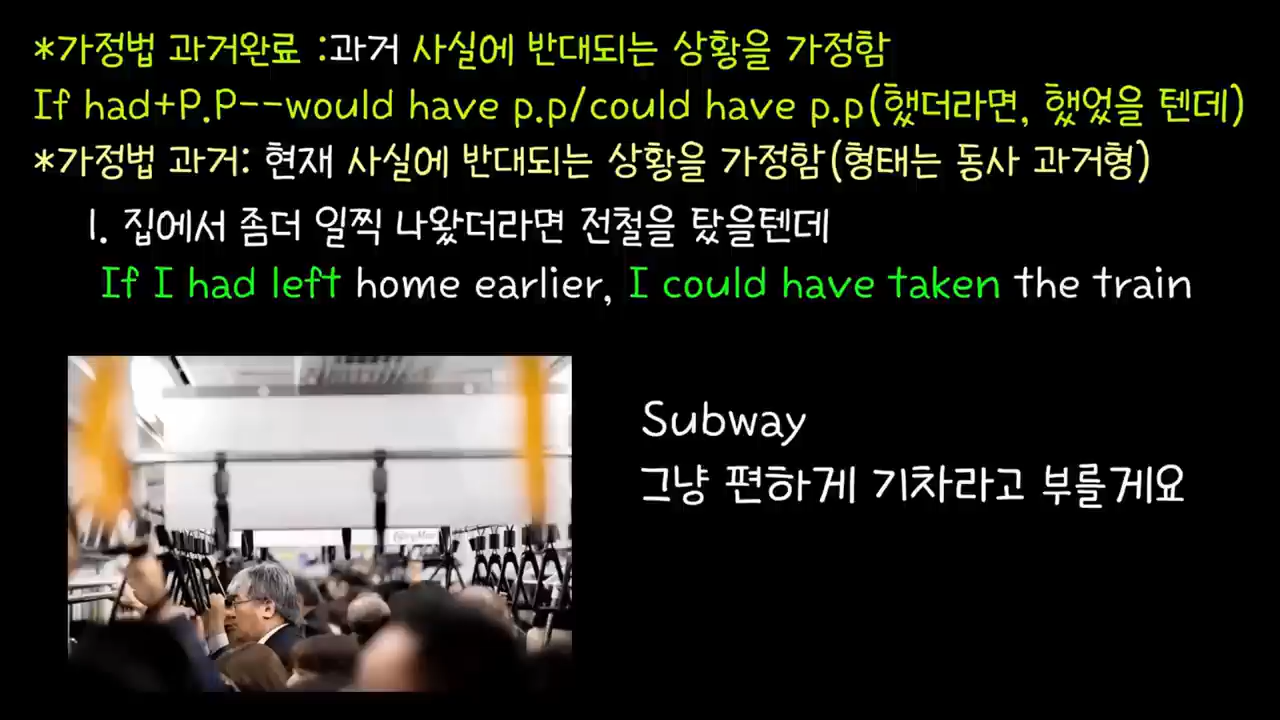 *가정법 과거완료 :과거 사실에 반대되는 상황을 가정함
If had+P.P--would have p.p/could have p.p(했더라면, 했었을 텐데)
*가정법 과거: 현재 사실에 반대되는 상황을 가정함(형태는 동사 과거형)
1. 집에서 좀더 일찍 나왔더라면 전철을 탔을텐데
If I had left home earlier, I could have taken the train
Subway
그냥 편하게 기차라고 부를게요